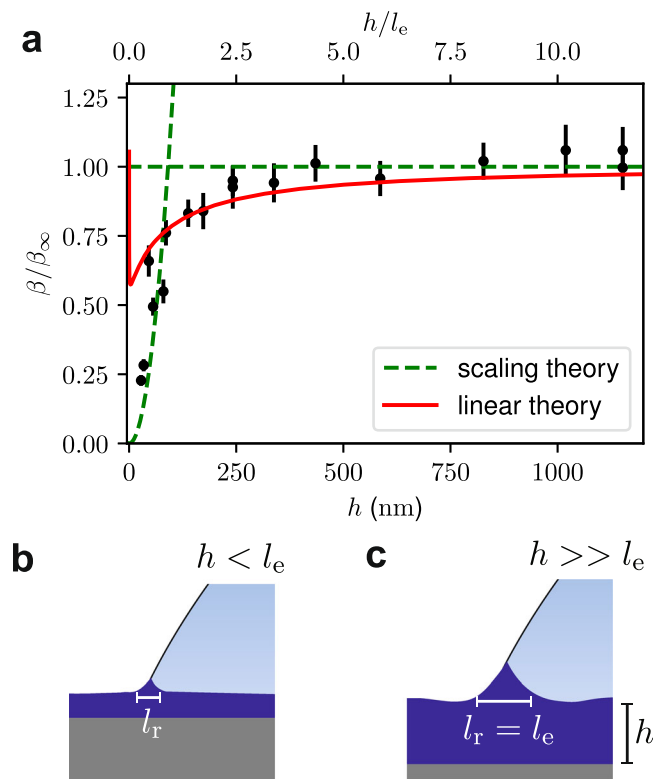 a
h/lₑ
0.0 2.5 5.0 7.5 10.0
1.25
1.00
0.75
0.50
0.25
0.00
β/β∞
0 250 500 750 1000
h (nm)
scaling theory
linear theory
b
h < lₑ
lᵣ
c
h >> lₑ
lᵣ = lₑ
h